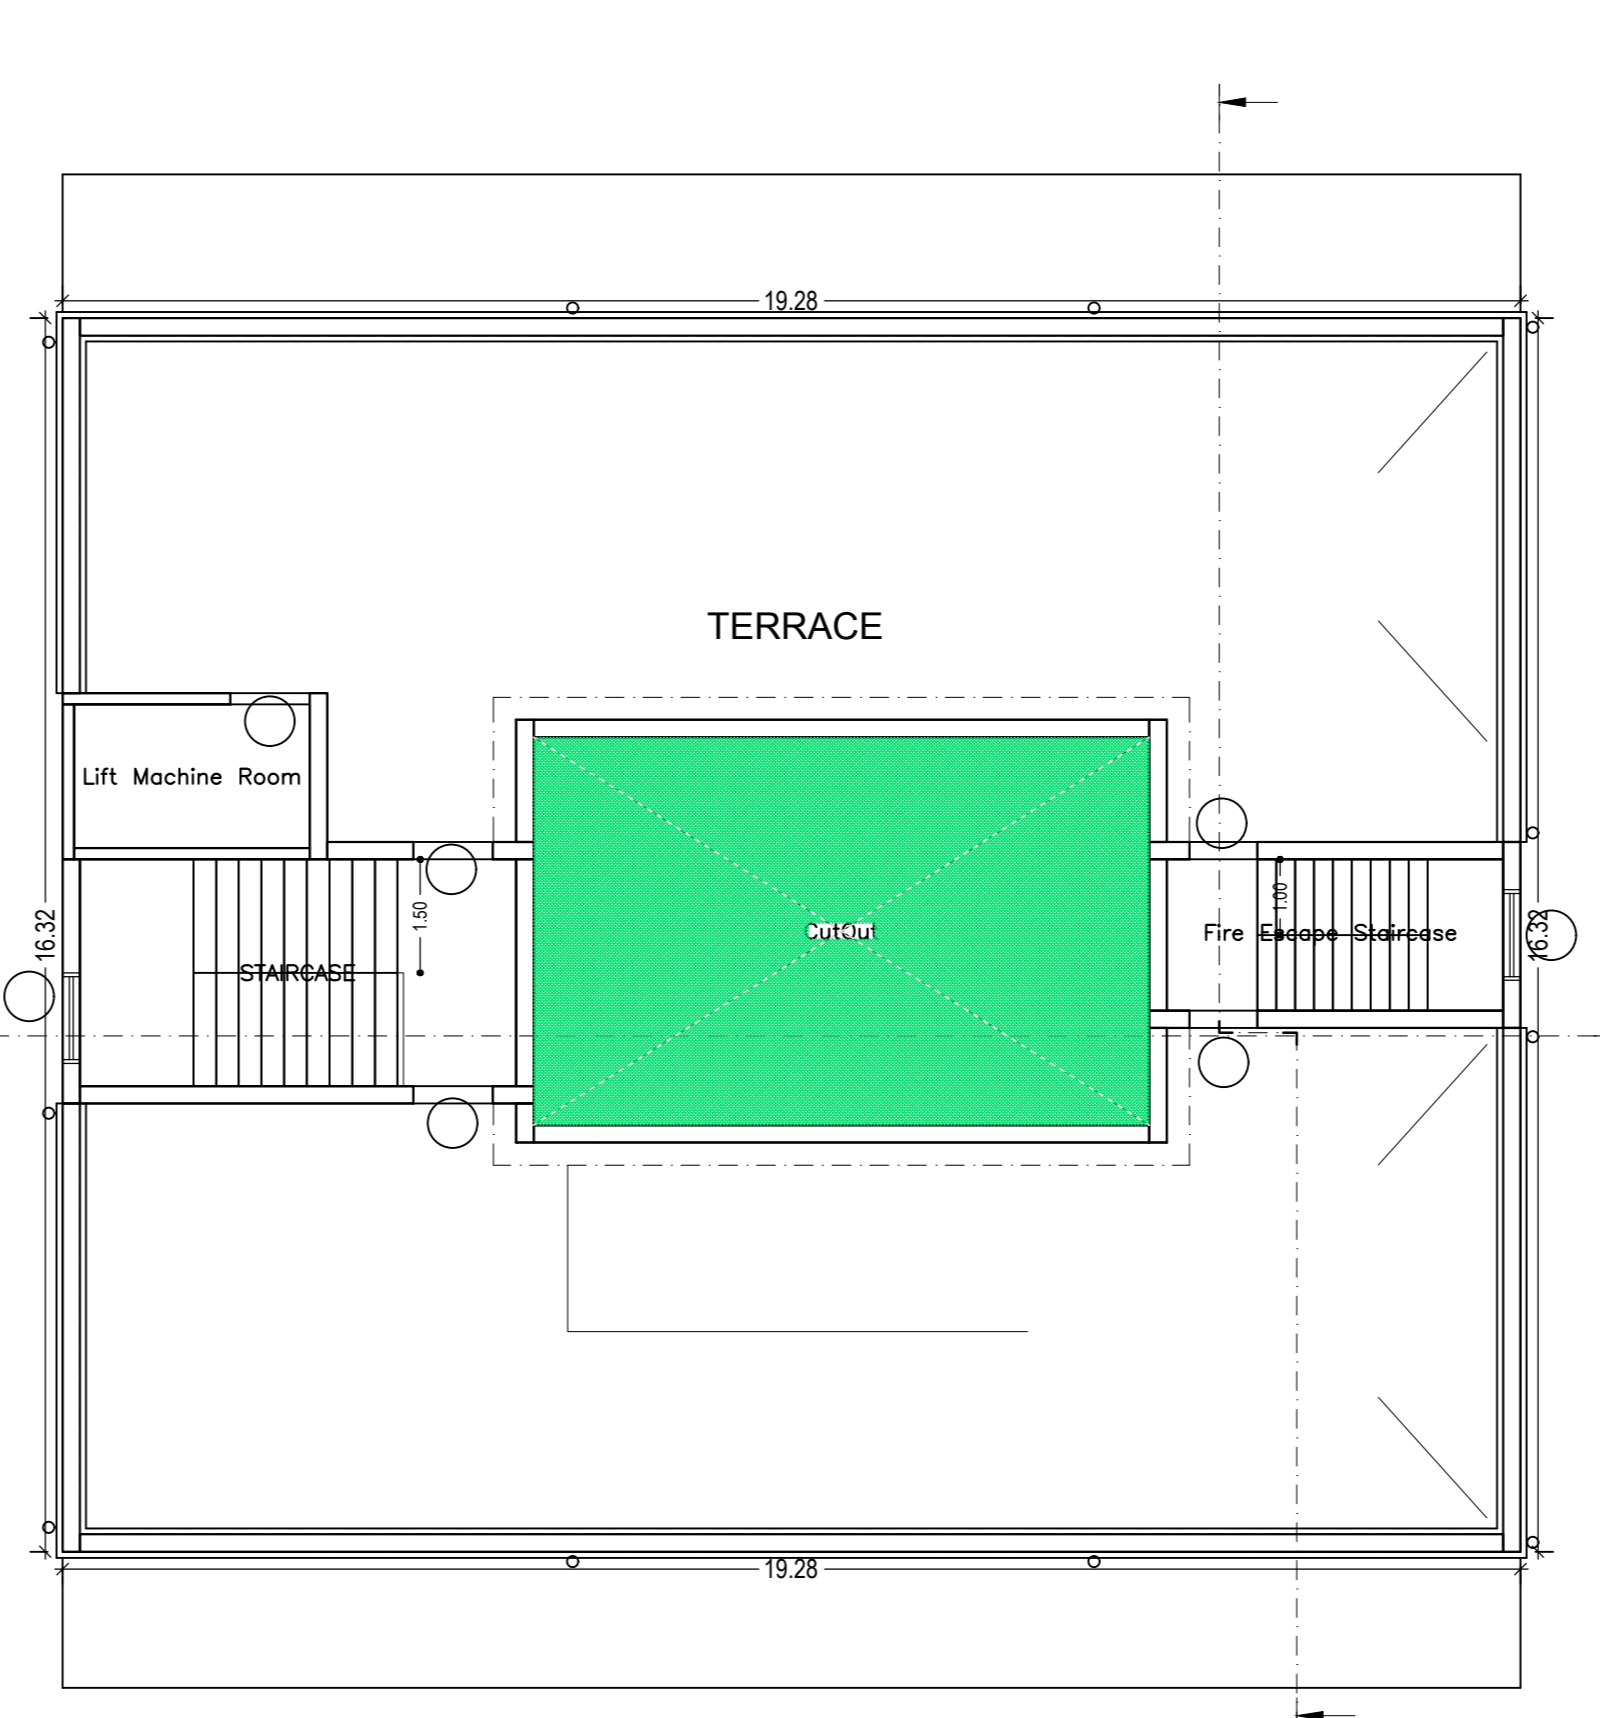 19.28
TERRACE
Lift Machine Room
1.50
1.00
16.32
CutOut
Fire Escape Staircase
16.32
STAIRCASE
19.28